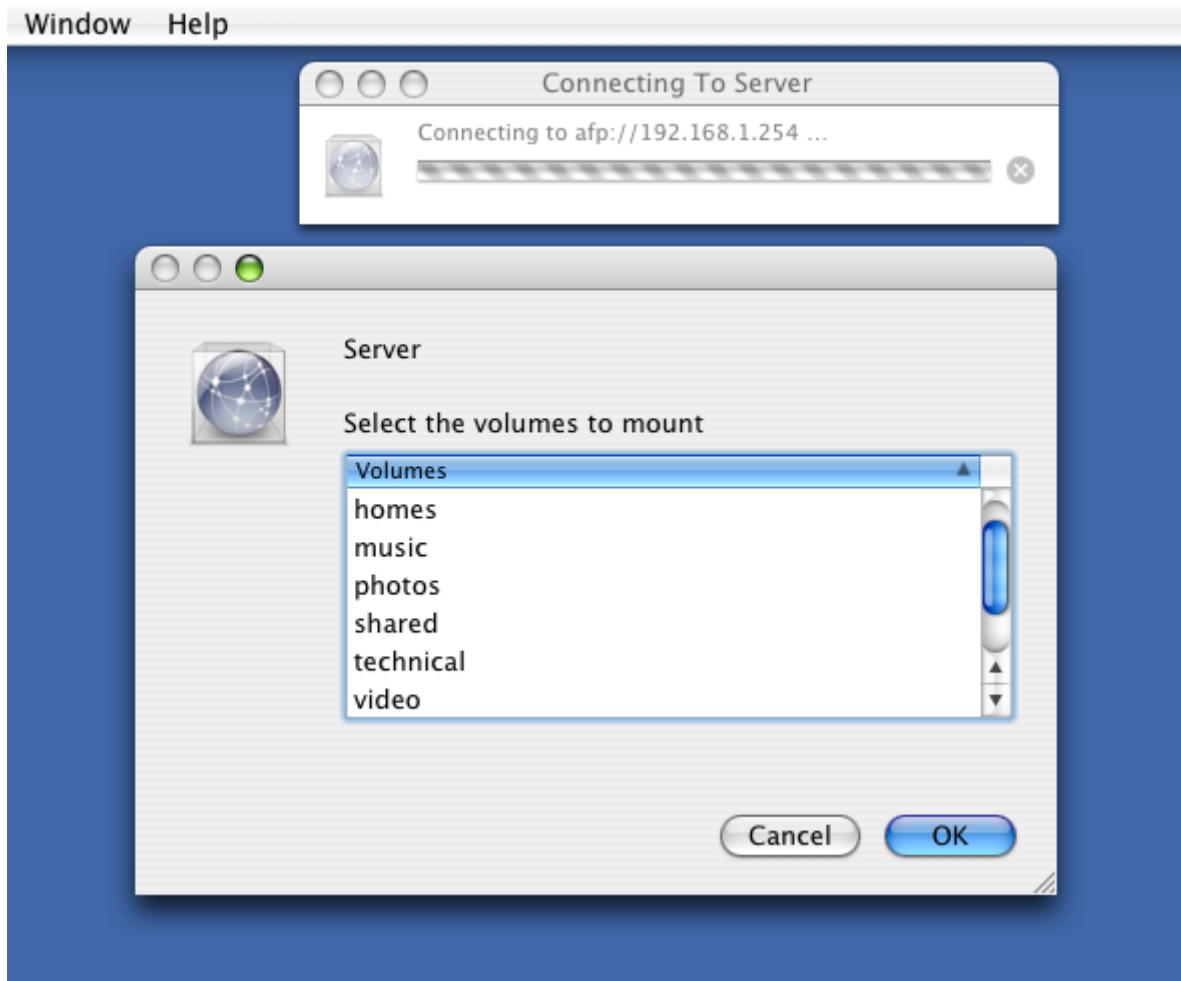 Window Help
Connecting To Server
Connecting to afp://192.168.1.254 ...
Server
Select the volumes to mount
Volumes
homes
music
photos
shared
technical
video
Cancel OK